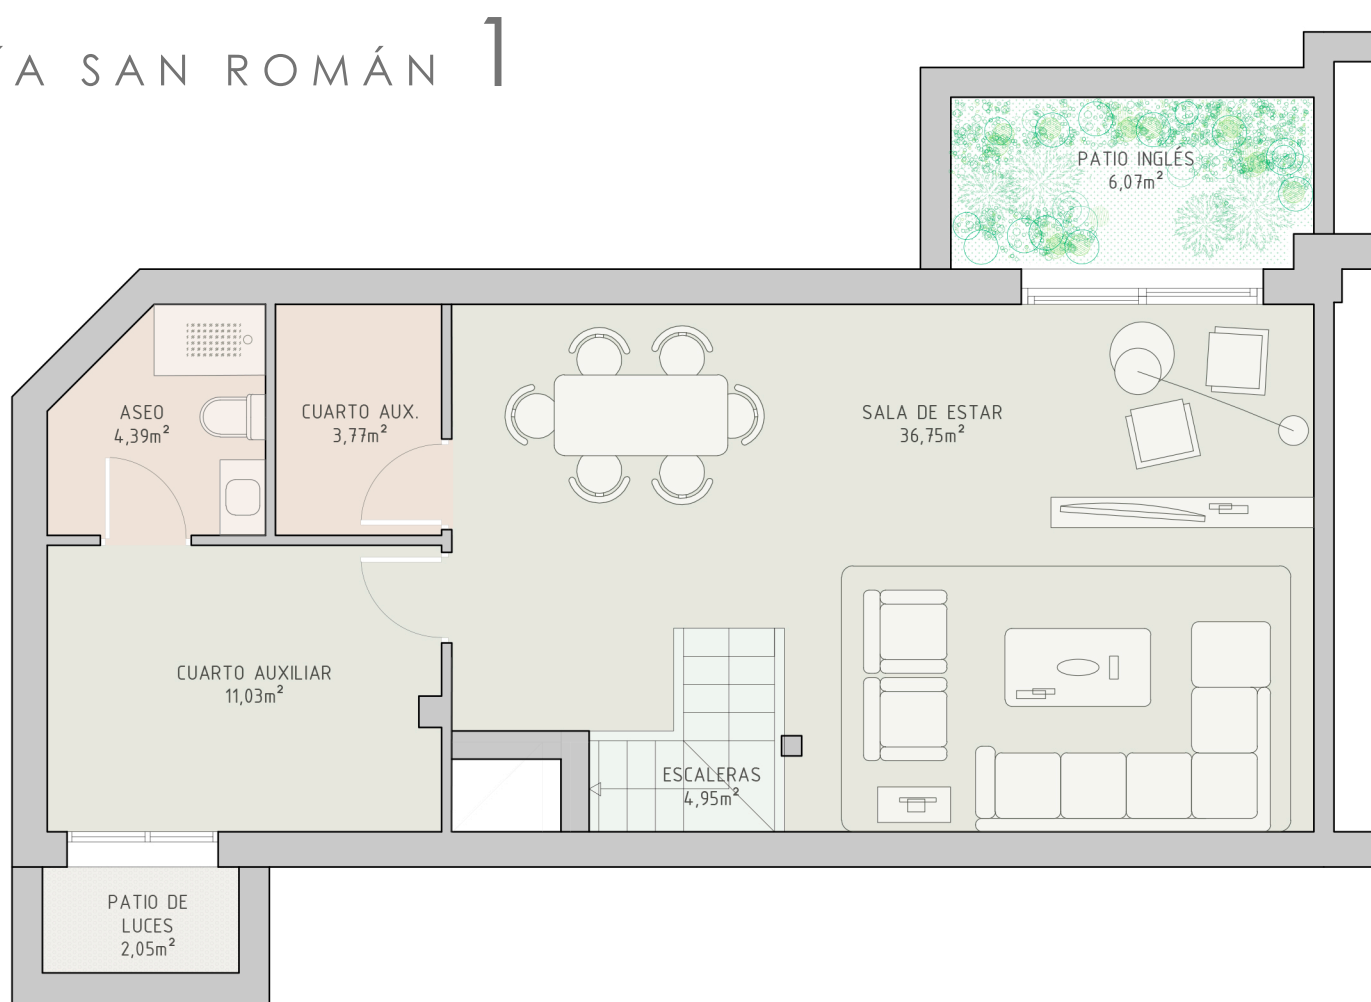 ÍA SAN ROMÁN 1
PATIO INGLÉS
6,07m²
ASEO
4,39m²
CUARTO AUX.
3,77m²
SALA DE ESTAR
36,75m²
CUARTO AUXILIAR
11,03m²
ESCALERAS
4,95m²
PATIO DE
LUCES
2,05m²